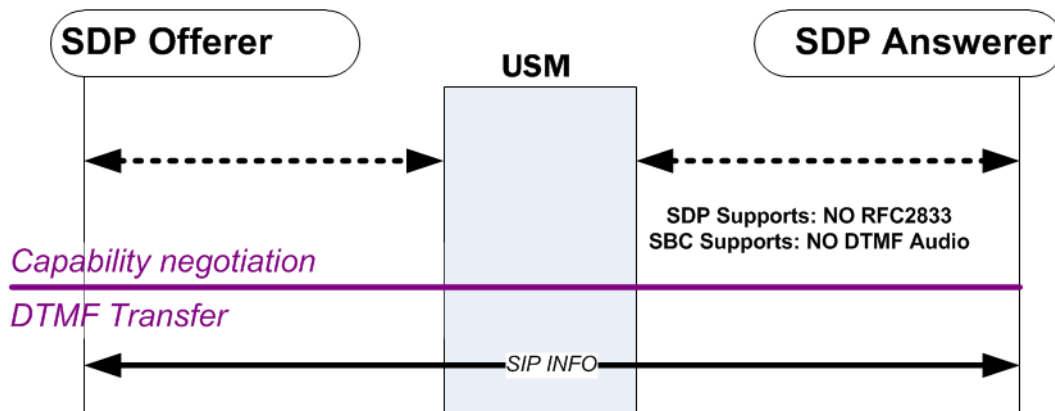 SDP Offerer
SDP Answerer
USM
SDP Supports: NO RFC2833
SBC Supports: NO DTMF Audio
Capability negotiation
DTMF Transfer
SIP INFO